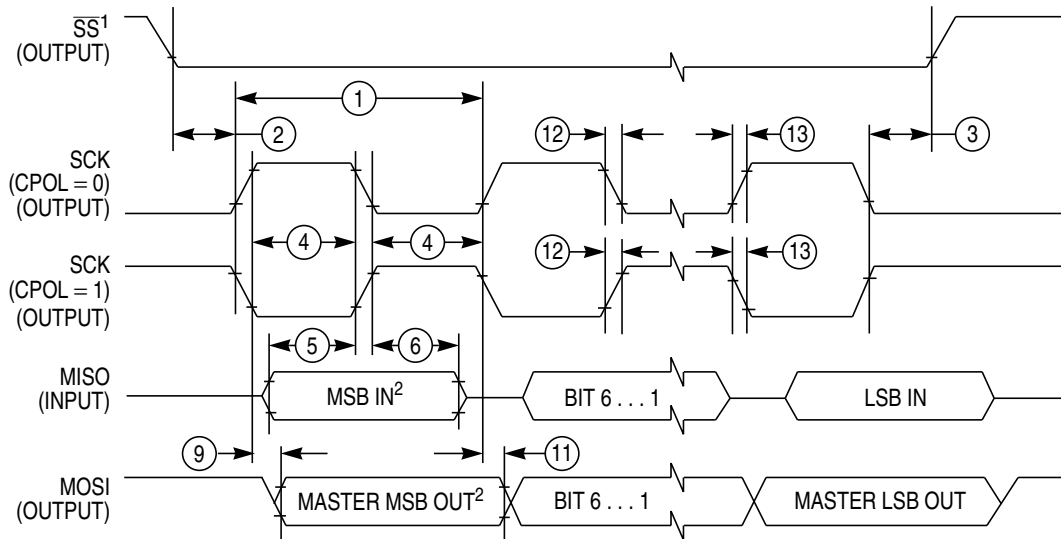 SS¹
(OUTPUT)
1
2
12
13
3
SCK
(CPOL = 0)
(OUTPUT)
4
4
SCK
(CPOL = 1)
(OUTPUT)
12
13
5
6
MISO
(INPUT)
MSB IN²
BIT 6 . . . 1
LSB IN
9
11
MOSI
(OUTPUT)
MASTER MSB OUT²
BIT 6 . . . 1
MASTER LSB OUT